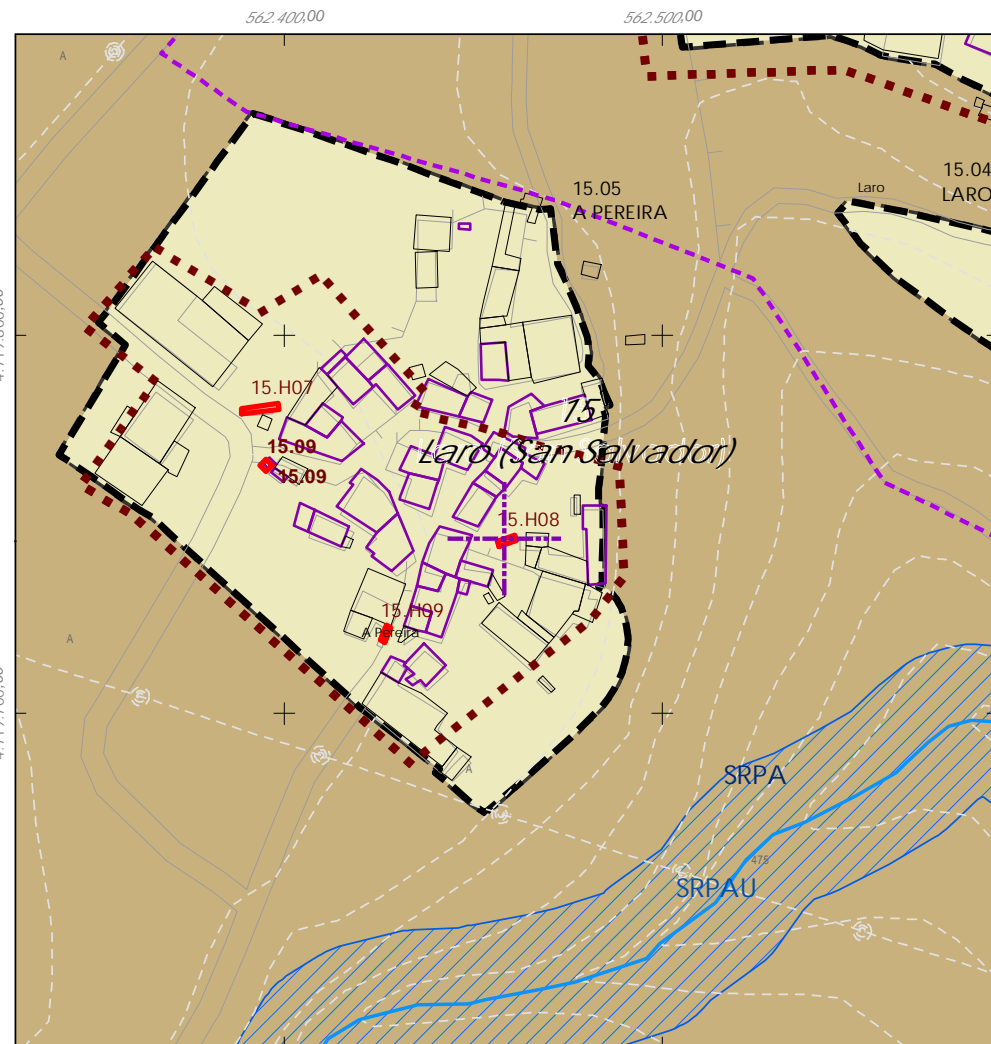 562.400,00
562.500,00
A
15.05
A PEREIRA
Laro
15.04
LARO
15.H07
15
15.09
Laro (San Salvador)
15.09
15.H08
15.H09
A Pereira
A
A
SRPA
475
SRPAU